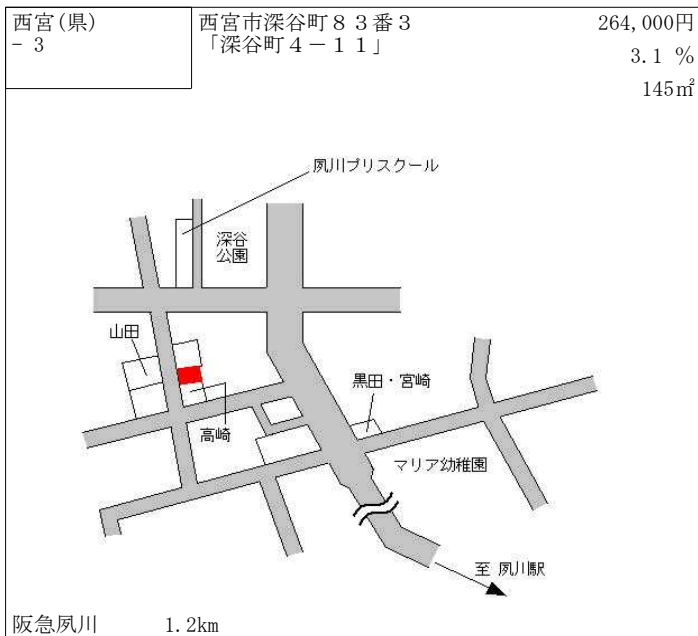 西宮(県)
- 3
西宮市深谷町８３番３
「深谷町４－１１」
264,000円
3.1 %
145㎡
夙川プリスクール
深谷
公園
山田
黒田・宮崎
高崎
マリア幼稚園
至 夙川駅
阪急夙川 1.2km